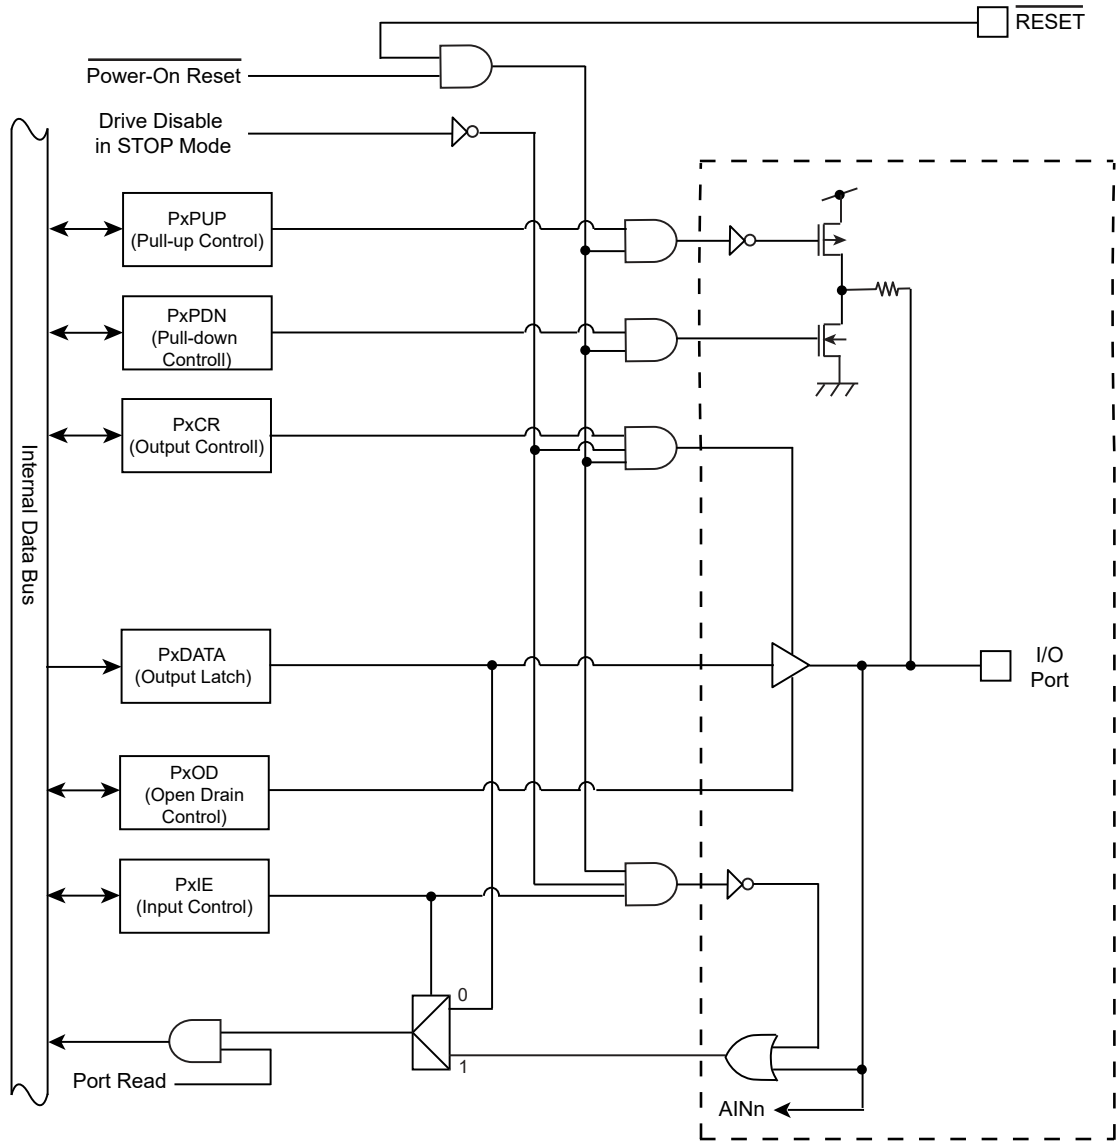 RESET
Power-On Reset
Drive Disable
in STOP Mode
PxPUP
(Pull-up Control)
PxPDN
(Pull-down
Controll)
PxCR
(Output Controll)
Internal Data Bus
PxDATA
(Output Latch)
I/O
Port
PxOD
(Open Drain
Control)
PxIE
(Input Control)
0
1
Port Read
AINn